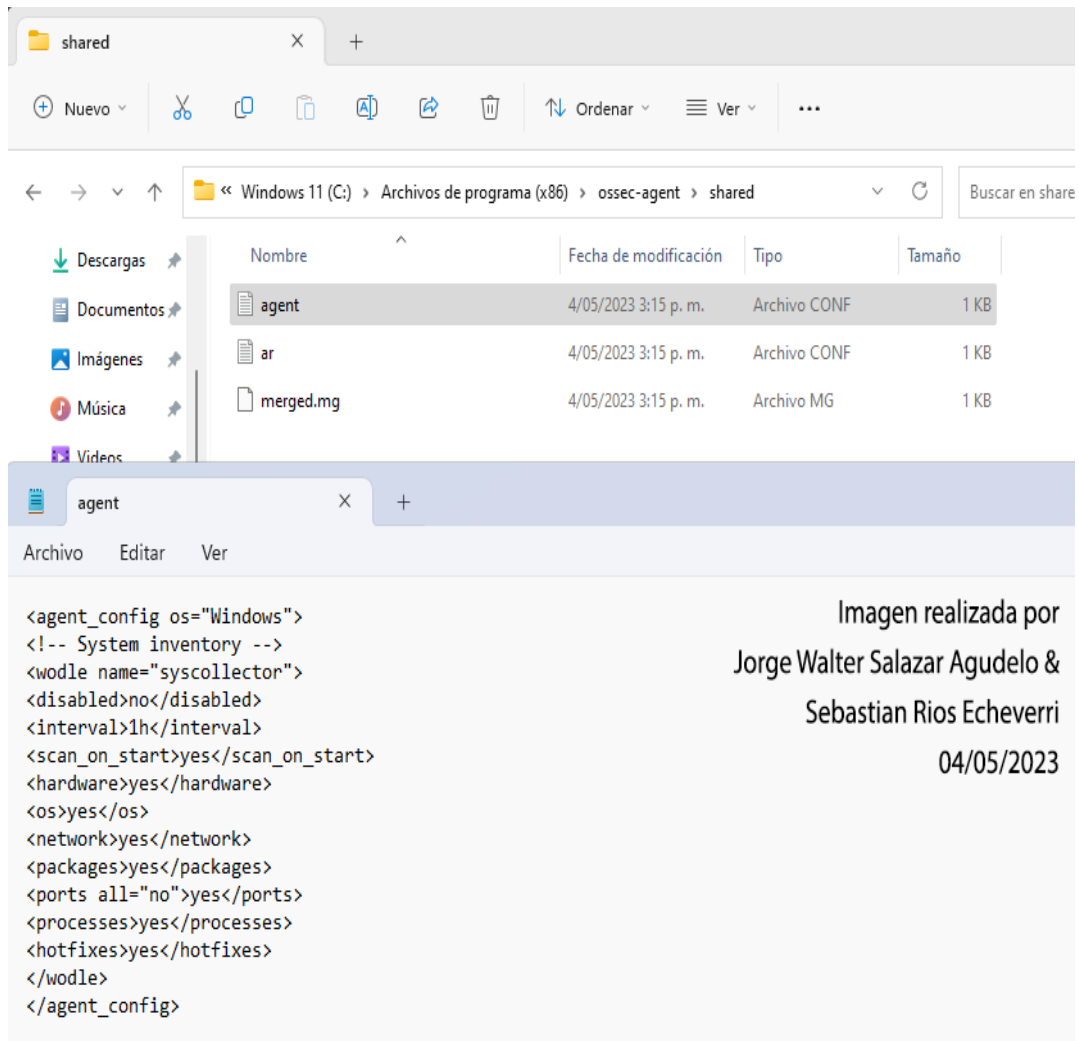 shared
Nuevo
Ordenar
Ver
« Windows 11 (C:) › Archivos de programa (x86) › ossec-agent › shared
Buscar en share
Descargas
Documentos
Imágenes
Música
Videos
Nombre Fecha de modificación Tipo Tamaño
agent 4/05/2023 3:15 p. m. Archivo CONF 1 KB
ar 4/05/2023 3:15 p. m. Archivo CONF 1 KB
merged.mg 4/05/2023 3:15 p. m. Archivo MG 1 KB
agent
Archivo Editar Ver
<agent_config os="Windows">
<!-- System inventory -->
<wodle name="syscollector">
<disabled>no</disabled>
<interval>1h</interval>
<scan_on_start>yes</scan_on_start>
<hardware>yes</hardware>
<os>yes</os>
<network>yes</network>
<packages>yes</packages>
<ports all="no">yes</ports>
<processes>yes</processes>
<hotfixes>yes</hotfixes>
</wodle>
</agent_config>
Imagen realizada por
Jorge Walter Salazar Agudelo &
Sebastian Rios Echeverri
04/05/2023